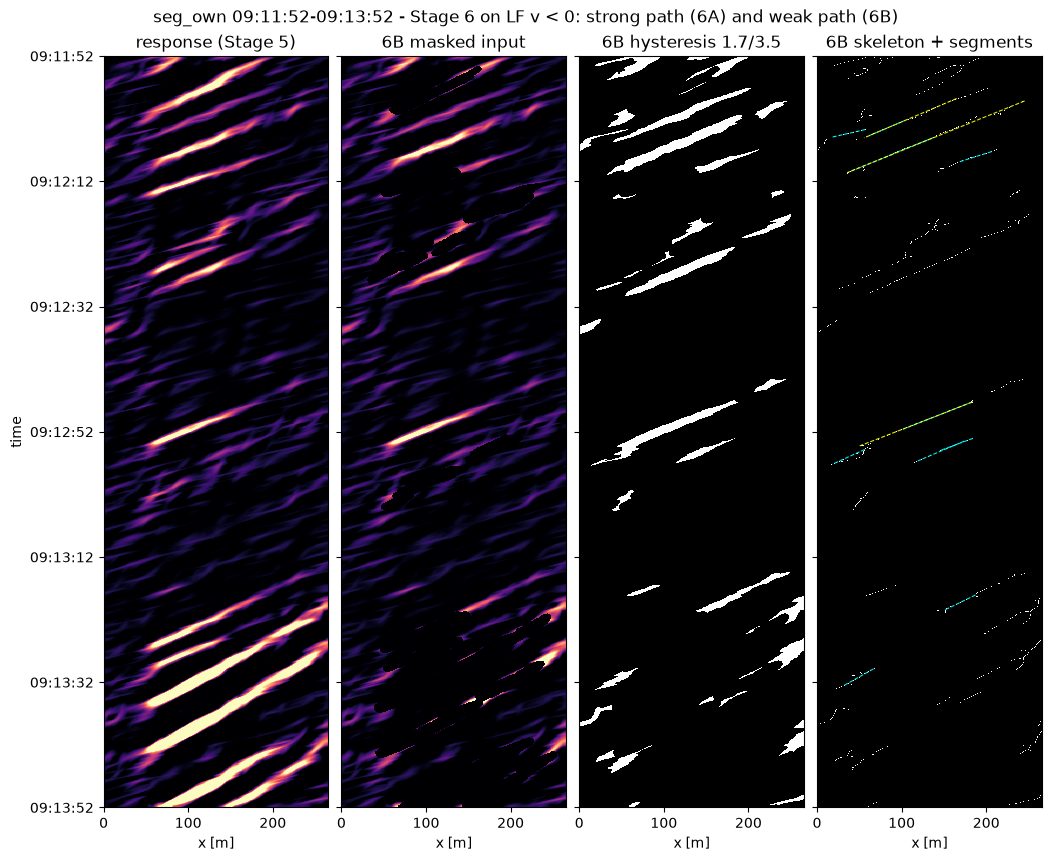 seg_own 09:11:52-09:13:52 - Stage 6 on LF v < 0: strong path (6A) and weak path (6B)
response (Stage 5)
6B masked input
6B hysteresis 1.7/3.5
6B skeleton + segments
09:11:52
09:12:12
09:12:32
09:12:52
09:13:12
09:13:32
09:13:52
time
0 100 200
0 100 200
0 100 200
0 100 200
x [m]
x [m]
x [m]
x [m]